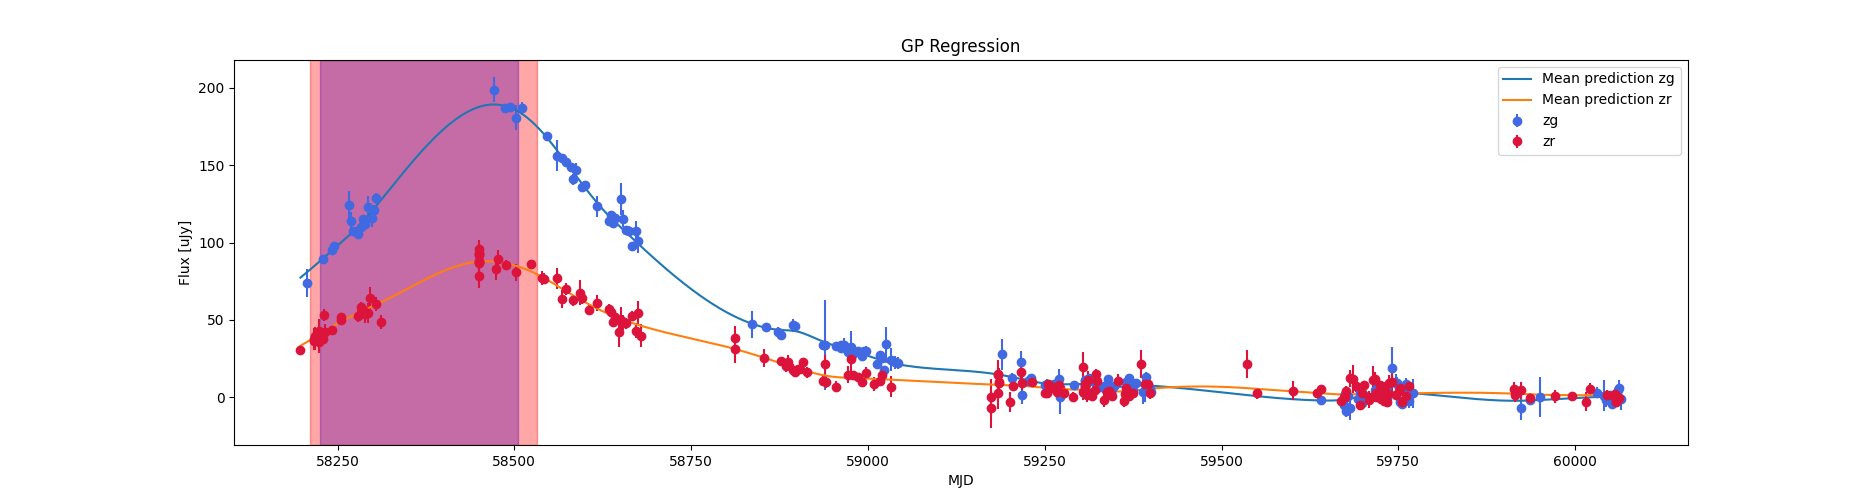 GP Regression
Flux [uJy]
200
150
100
50
0
Mean prediction zg
Mean prediction zr
zg
zr
58250
58500
58750
59000
59250
59500
59750
60000
MJD